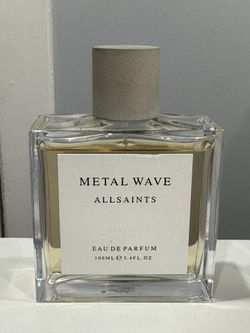 METAL WAVE
ALLSAINTS
EAU DE PARFUM
100ML ℮ 3.4FL.OZ